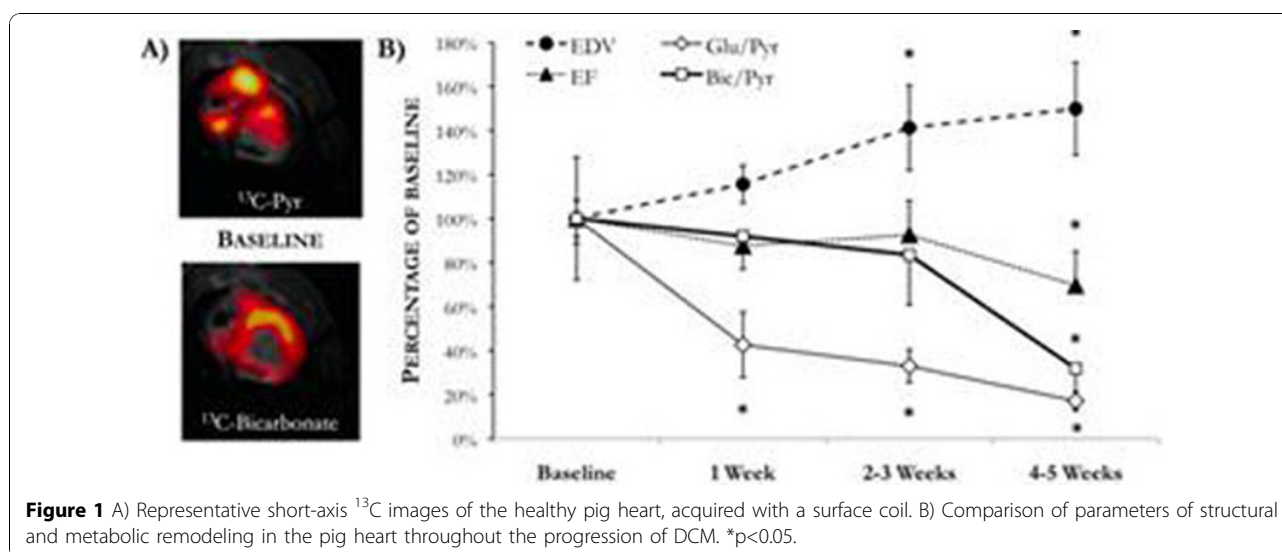 A)
¹³C-Pyr
BASELINE
¹³C-Bicarbonate
B)
EDV
Glu/Pyr
EF
Bic/Pyr
PERCENTAGE OF BASELINE
180%
160%
140%
120%
100%
80%
60%
40%
20%
0%
Baseline
1 Week
2-3 Weeks
4-5 Weeks
Figure 1 A) Representative short-axis ¹³C images of the healthy pig heart, acquired with a surface coil. B) Comparison of parameters of structural
and metabolic remodeling in the pig heart throughout the progression of DCM. *p<0.05.